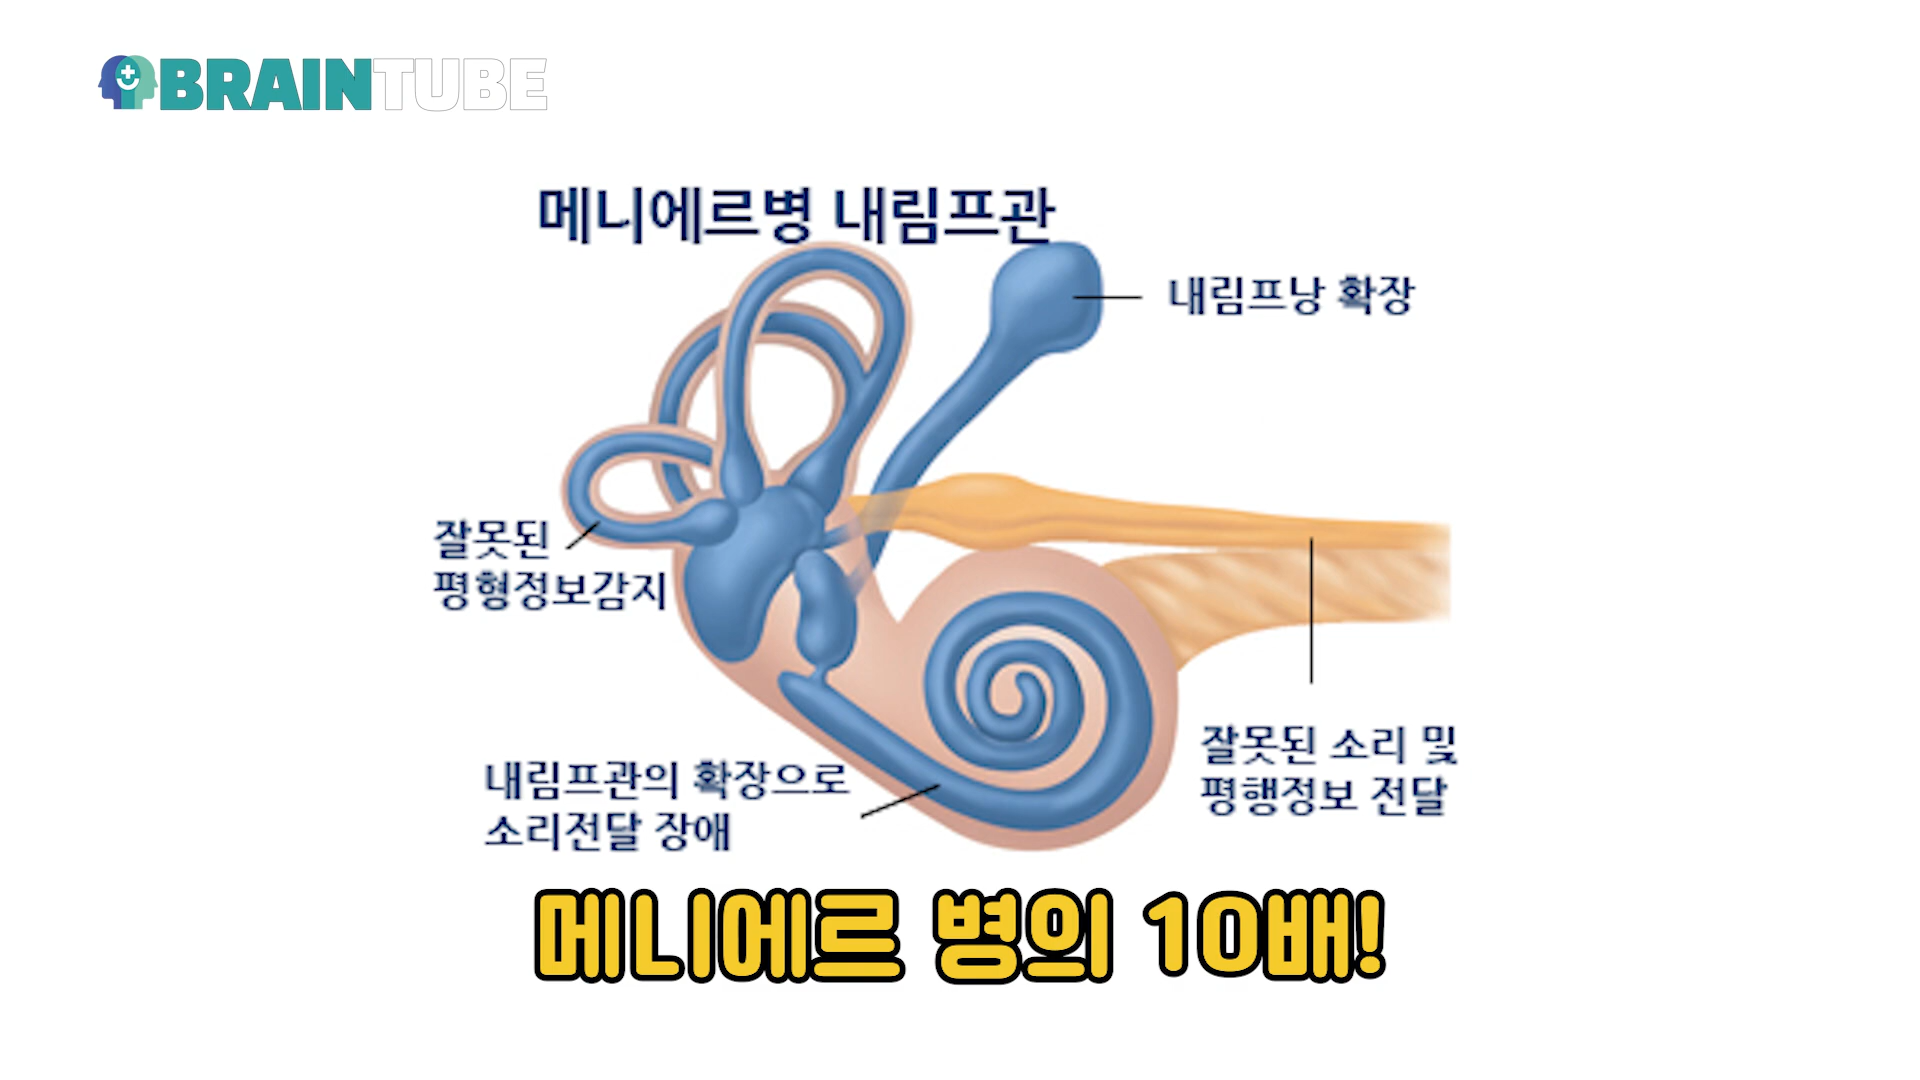 BRAINTUBE
메니에르병 내림프관
내림프낭 확장
잘못된
평형정보감지
잘못된 소리 및
평행정보 전달
내림프관의 확장으로
소리전달 장애
메니에르 병의 10배!